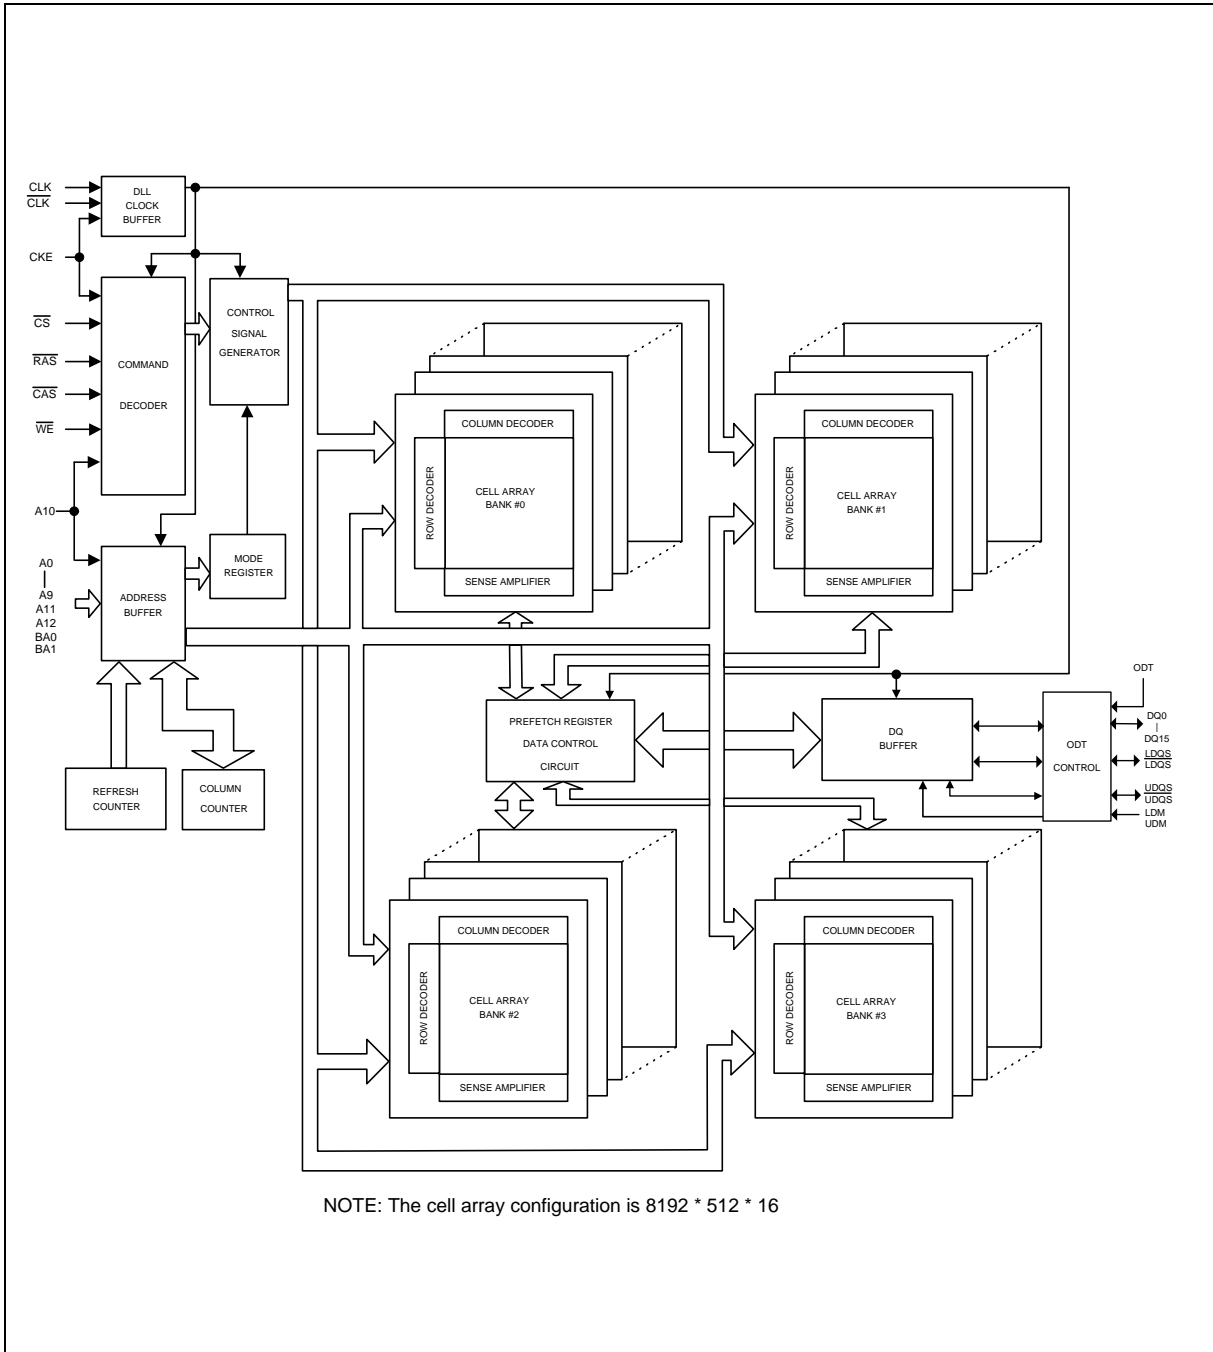 CLK
CLK
CKE
CS
RAS
CAS
WE
A10
A0
A9
A11
A12
BA0
BA1
DLL
CLOCK
BUFFER
COMMAND
DECODER
CONTROL
SIGNAL
GENERATOR
MODE
REGISTER
ADDRESS
BUFFER
REFRESH
COUNTER
COLUMN
COUNTER
COLUMN DECODER
ROW DECODER
CELL ARRAY
BANK #0
SENSE AMPLIFIER
COLUMN DECODER
ROW DECODER
CELL ARRAY
BANK #1
SENSE AMPLIFIER
PREFETCH REGISTER
DATA CONTROL
CIRCUIT
DQ
BUFFER
ODT
CONTROL
ODT
DQ0
|
DQ15
LDQS
LDQS
UDQS
UDQS
LDM
UDM
COLUMN DECODER
ROW DECODER
CELL ARRAY
BANK #2
SENSE AMPLIFIER
COLUMN DECODER
ROW DECODER
CELL ARRAY
BANK #3
SENSE AMPLIFIER
NOTE: The cell array configuration is 8192 * 512 * 16